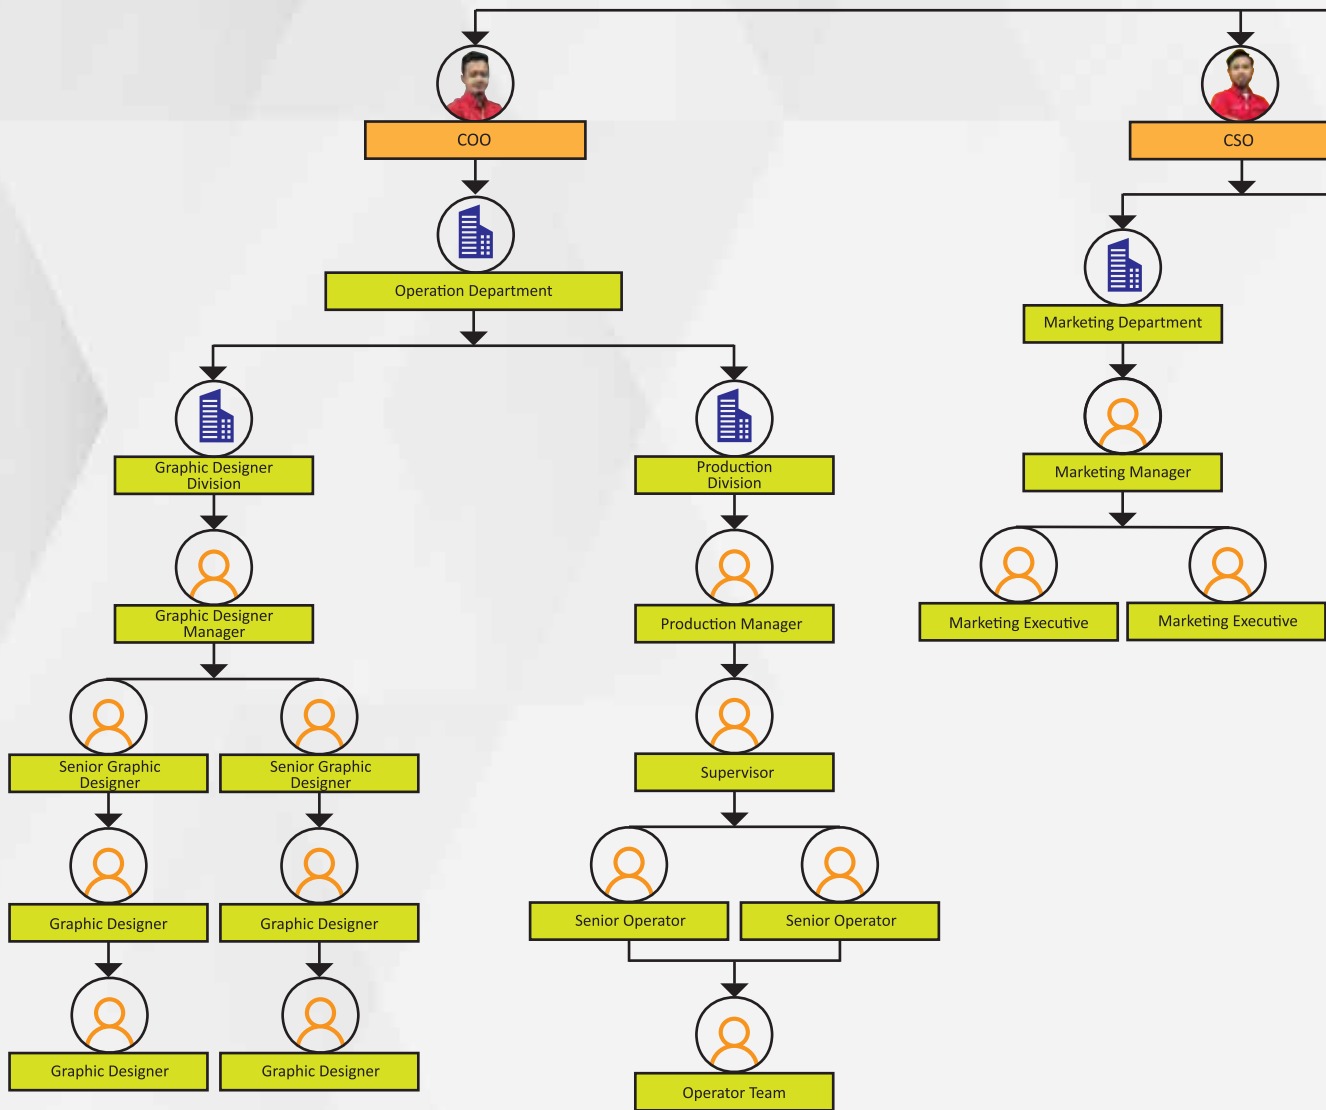 COO
CSO
Operation Department
Marketing Department
Graphic Designer
Division
Production
Division
Marketing Manager
Graphic Designer
Manager
Production Manager
Marketing Executive
Marketing Executive
Senior Graphic
Designer
Senior Graphic
Designer
Supervisor
Graphic Designer
Graphic Designer
Senior Operator
Senior Operator
Graphic Designer
Graphic Designer
Operator Team